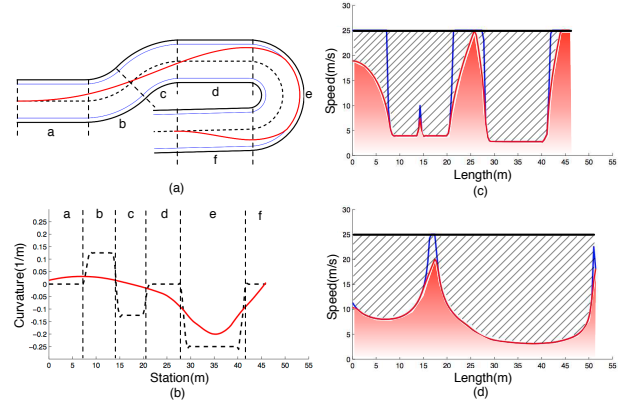 a
b
c
d
e
f
(a)
Speed(m/s)
30
25
20
15
10
5
0
0 5 10 15 20 25 30 35 40 45 50 55
Length(m)
(c)
Curvature(1/m)
0.25
0.2
0.15
0.1
0.05
0
-0.05
-0.1
-0.15
-0.2
-0.25
a b c d e f
0 5 10 15 20 25 30 35 40 45 50 55
Station(m)
(b)
Speed(m/s)
30
25
20
15
10
5
0
0 5 10 15 20 25 30 35 40 45 50 55
Length(m)
(d)